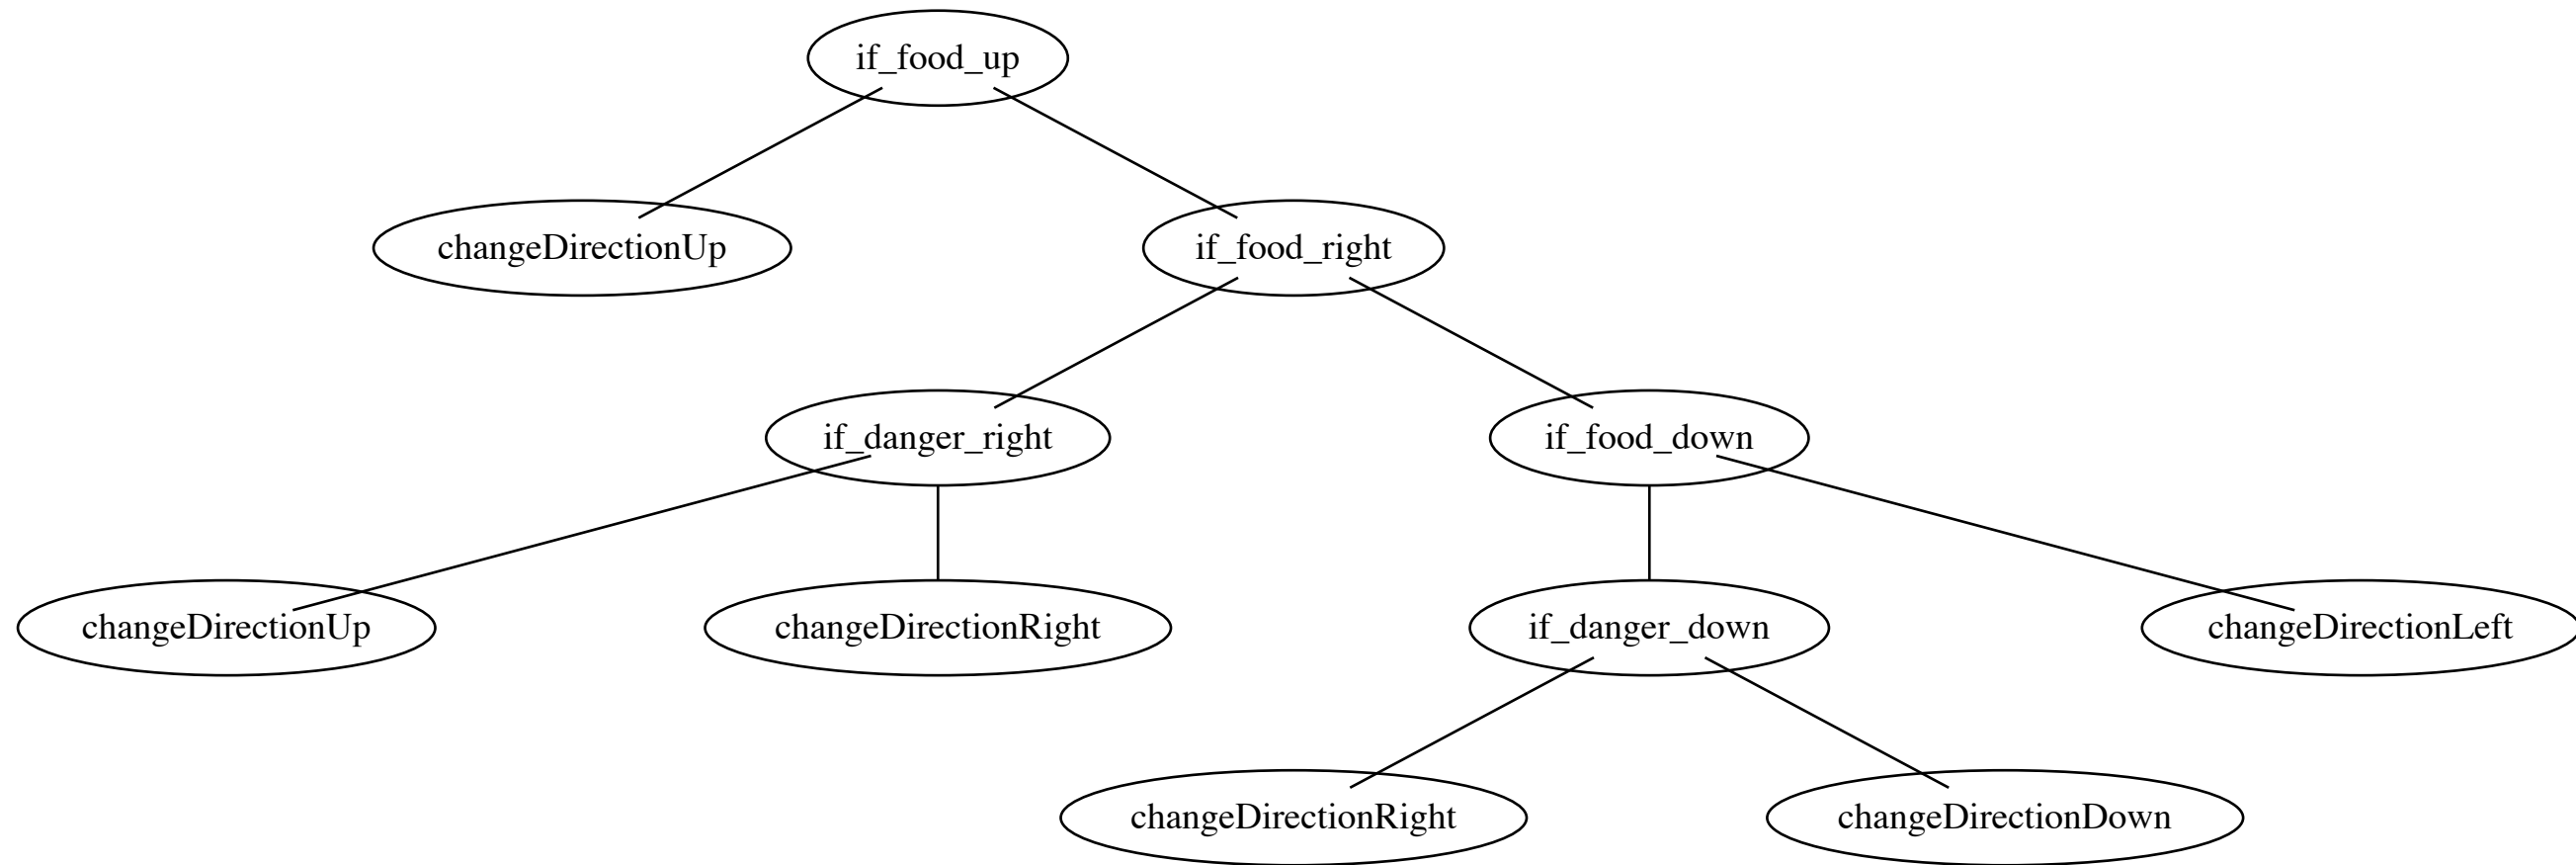 if_food_up
changeDirectionUp
if_food_right
if_danger_right
if_food_down
changeDirectionUp
changeDirectionRight
if_danger_down
changeDirectionLeft
changeDirectionRight
changeDirectionDown